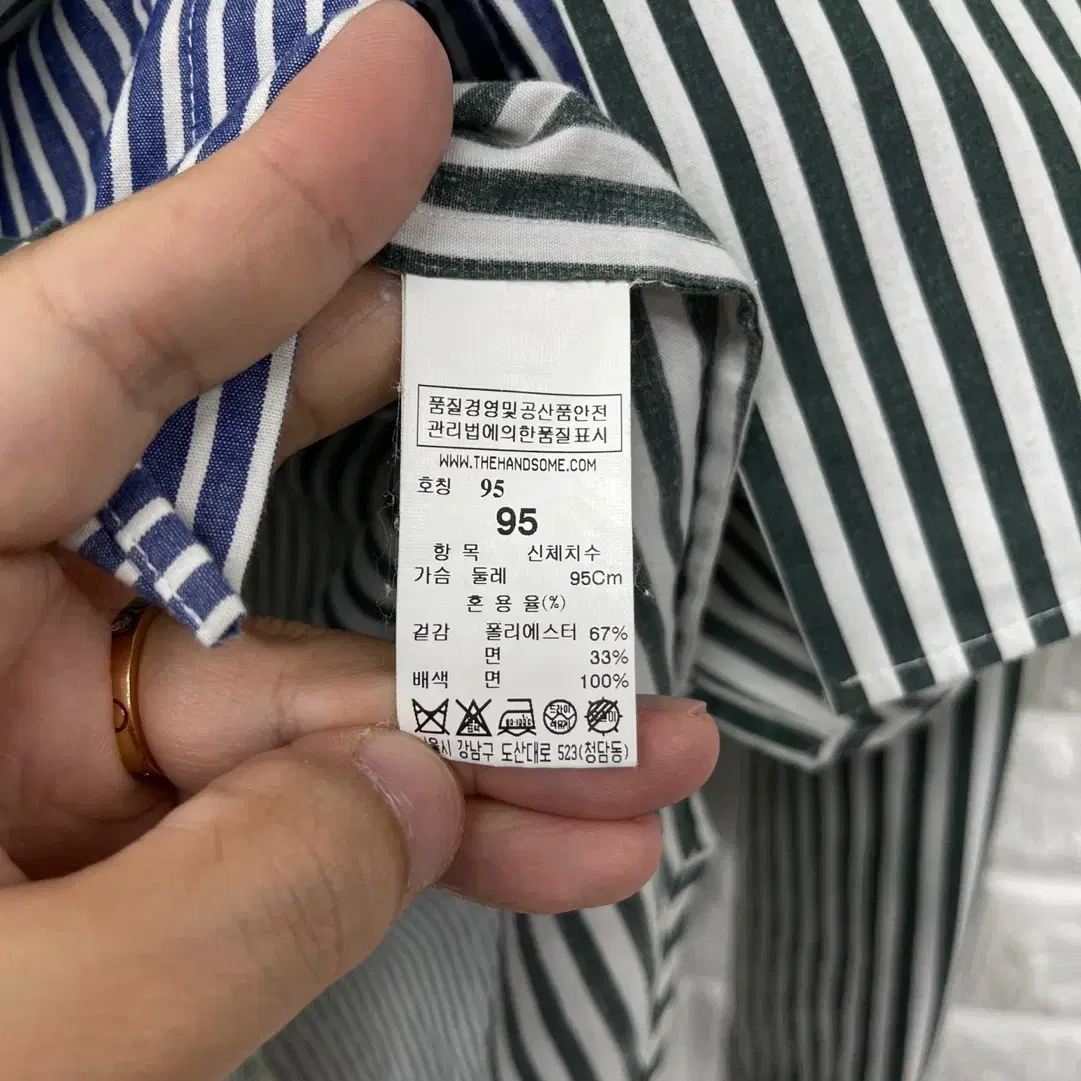 품질경영및공산품안전
관리법에의한품질표시
WWW.THEHANDSOME.COM
호칭 95
95
항 목 신체치수
가슴 둘레 95Cm
혼 용 율(%)
겉감 폴리에스터 67%
면 33%
배색 면 100%
강남구 도산대로 523(청담동)